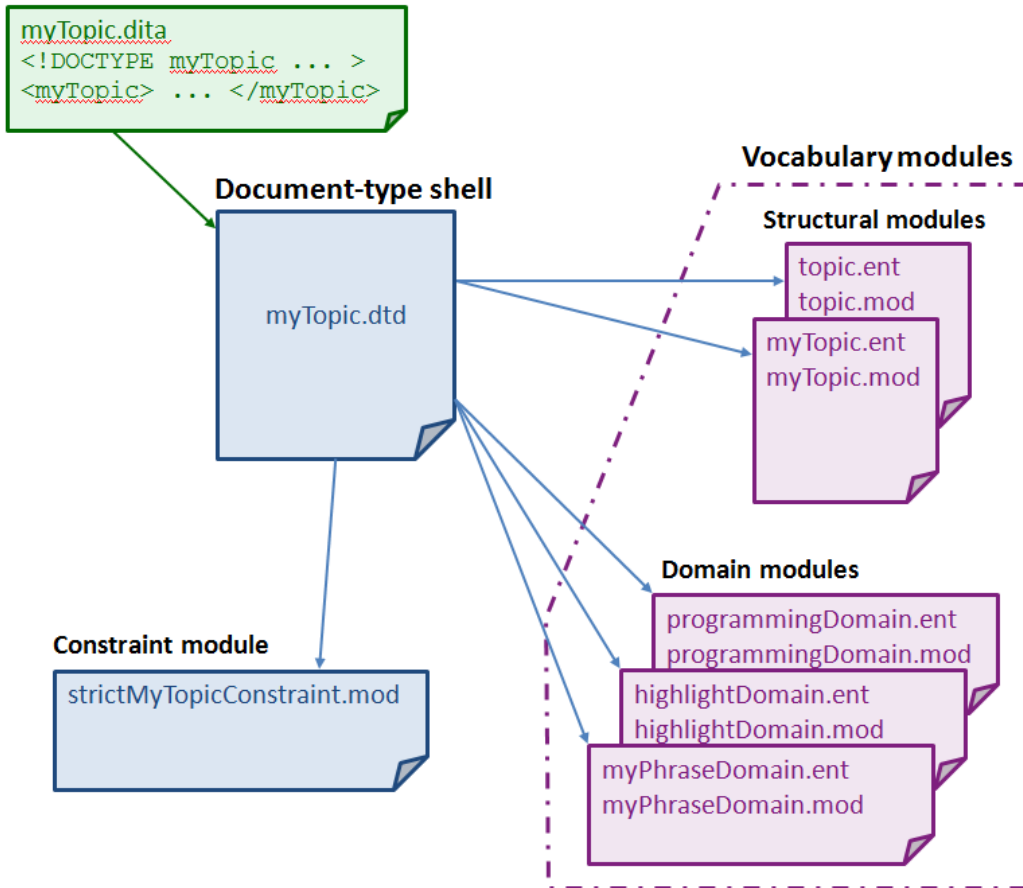 myTopic.dita
<!DOCTYPE myTopic ... >
<myTopic> ... </myTopic>
Document-type shell
myTopic.dtd
Vocabulary modules
Structural modules
topic.ent
topic.mod
myTopic.ent
myTopic.mod
Constraint module
strictMyTopicConstraint.mod
Domain modules
programmingDomain.ent
programmingDomain.mod
highlightDomain.ent
highlightDomain.mod
myPhraseDomain.ent
myPhraseDomain.mod